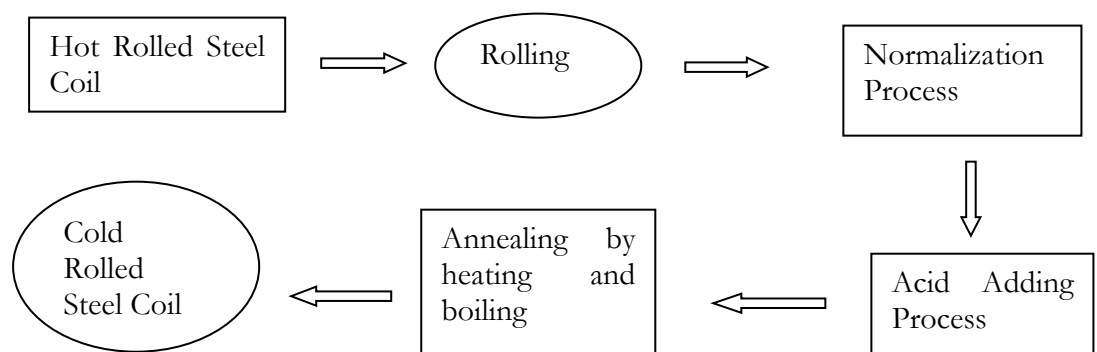 Hot Rolled Steel
Coil
Rolling
Normalization
Process
Acid Adding
Process
Annealing by
heating and
boiling
Cold
Rolled
Steel Coil